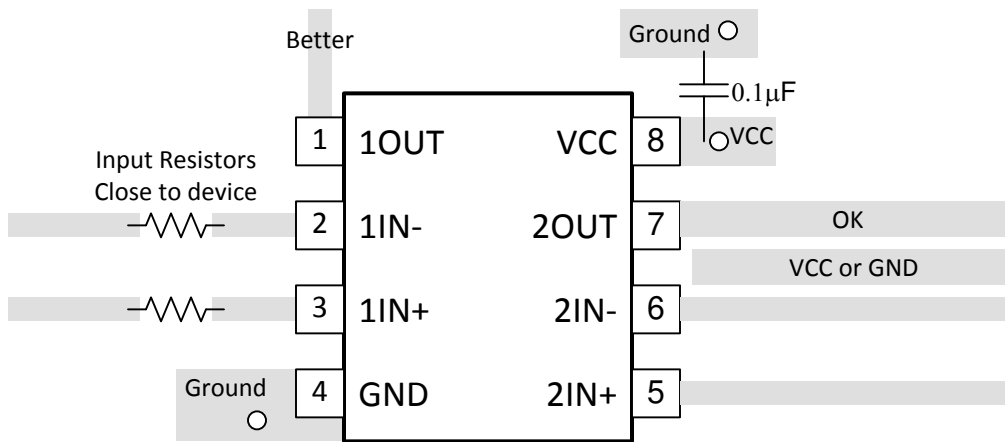 Better
Ground
0.1μF
1 1OUT VCC 8 VCC
Input Resistors
Close to device
2 1IN- 2OUT 7 OK
VCC or GND
3 1IN+ 2IN- 6
Ground
4 GND 2IN+ 5